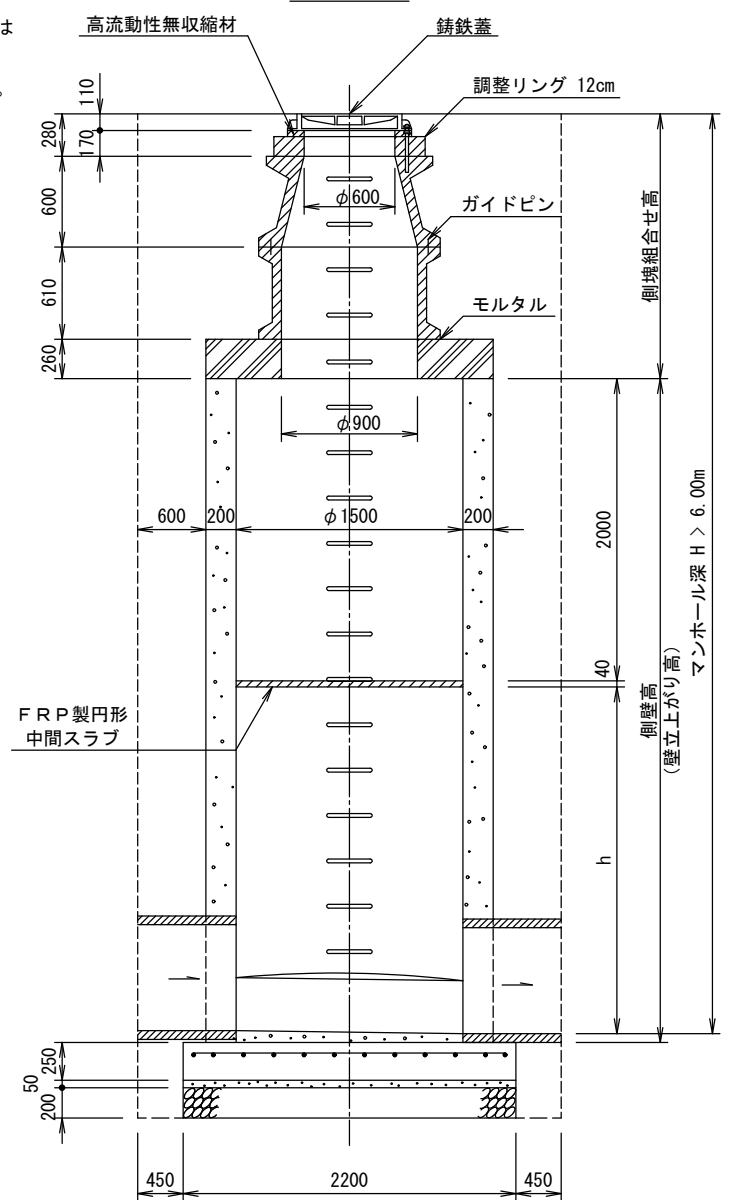 は
。
高流動性無収縮材
鋳鉄蓋
調整リング 12cm
110
280
170
600
φ600
ガイドピン
側塊組合せ高
610
モルタル
260
φ900
600
200
φ1500
200
2000
マンホール深 H > 6.00m
40
側壁高
(壁立上がり高)
FRP製円形
中間スラブ
h
250
50
200
450
2200
450